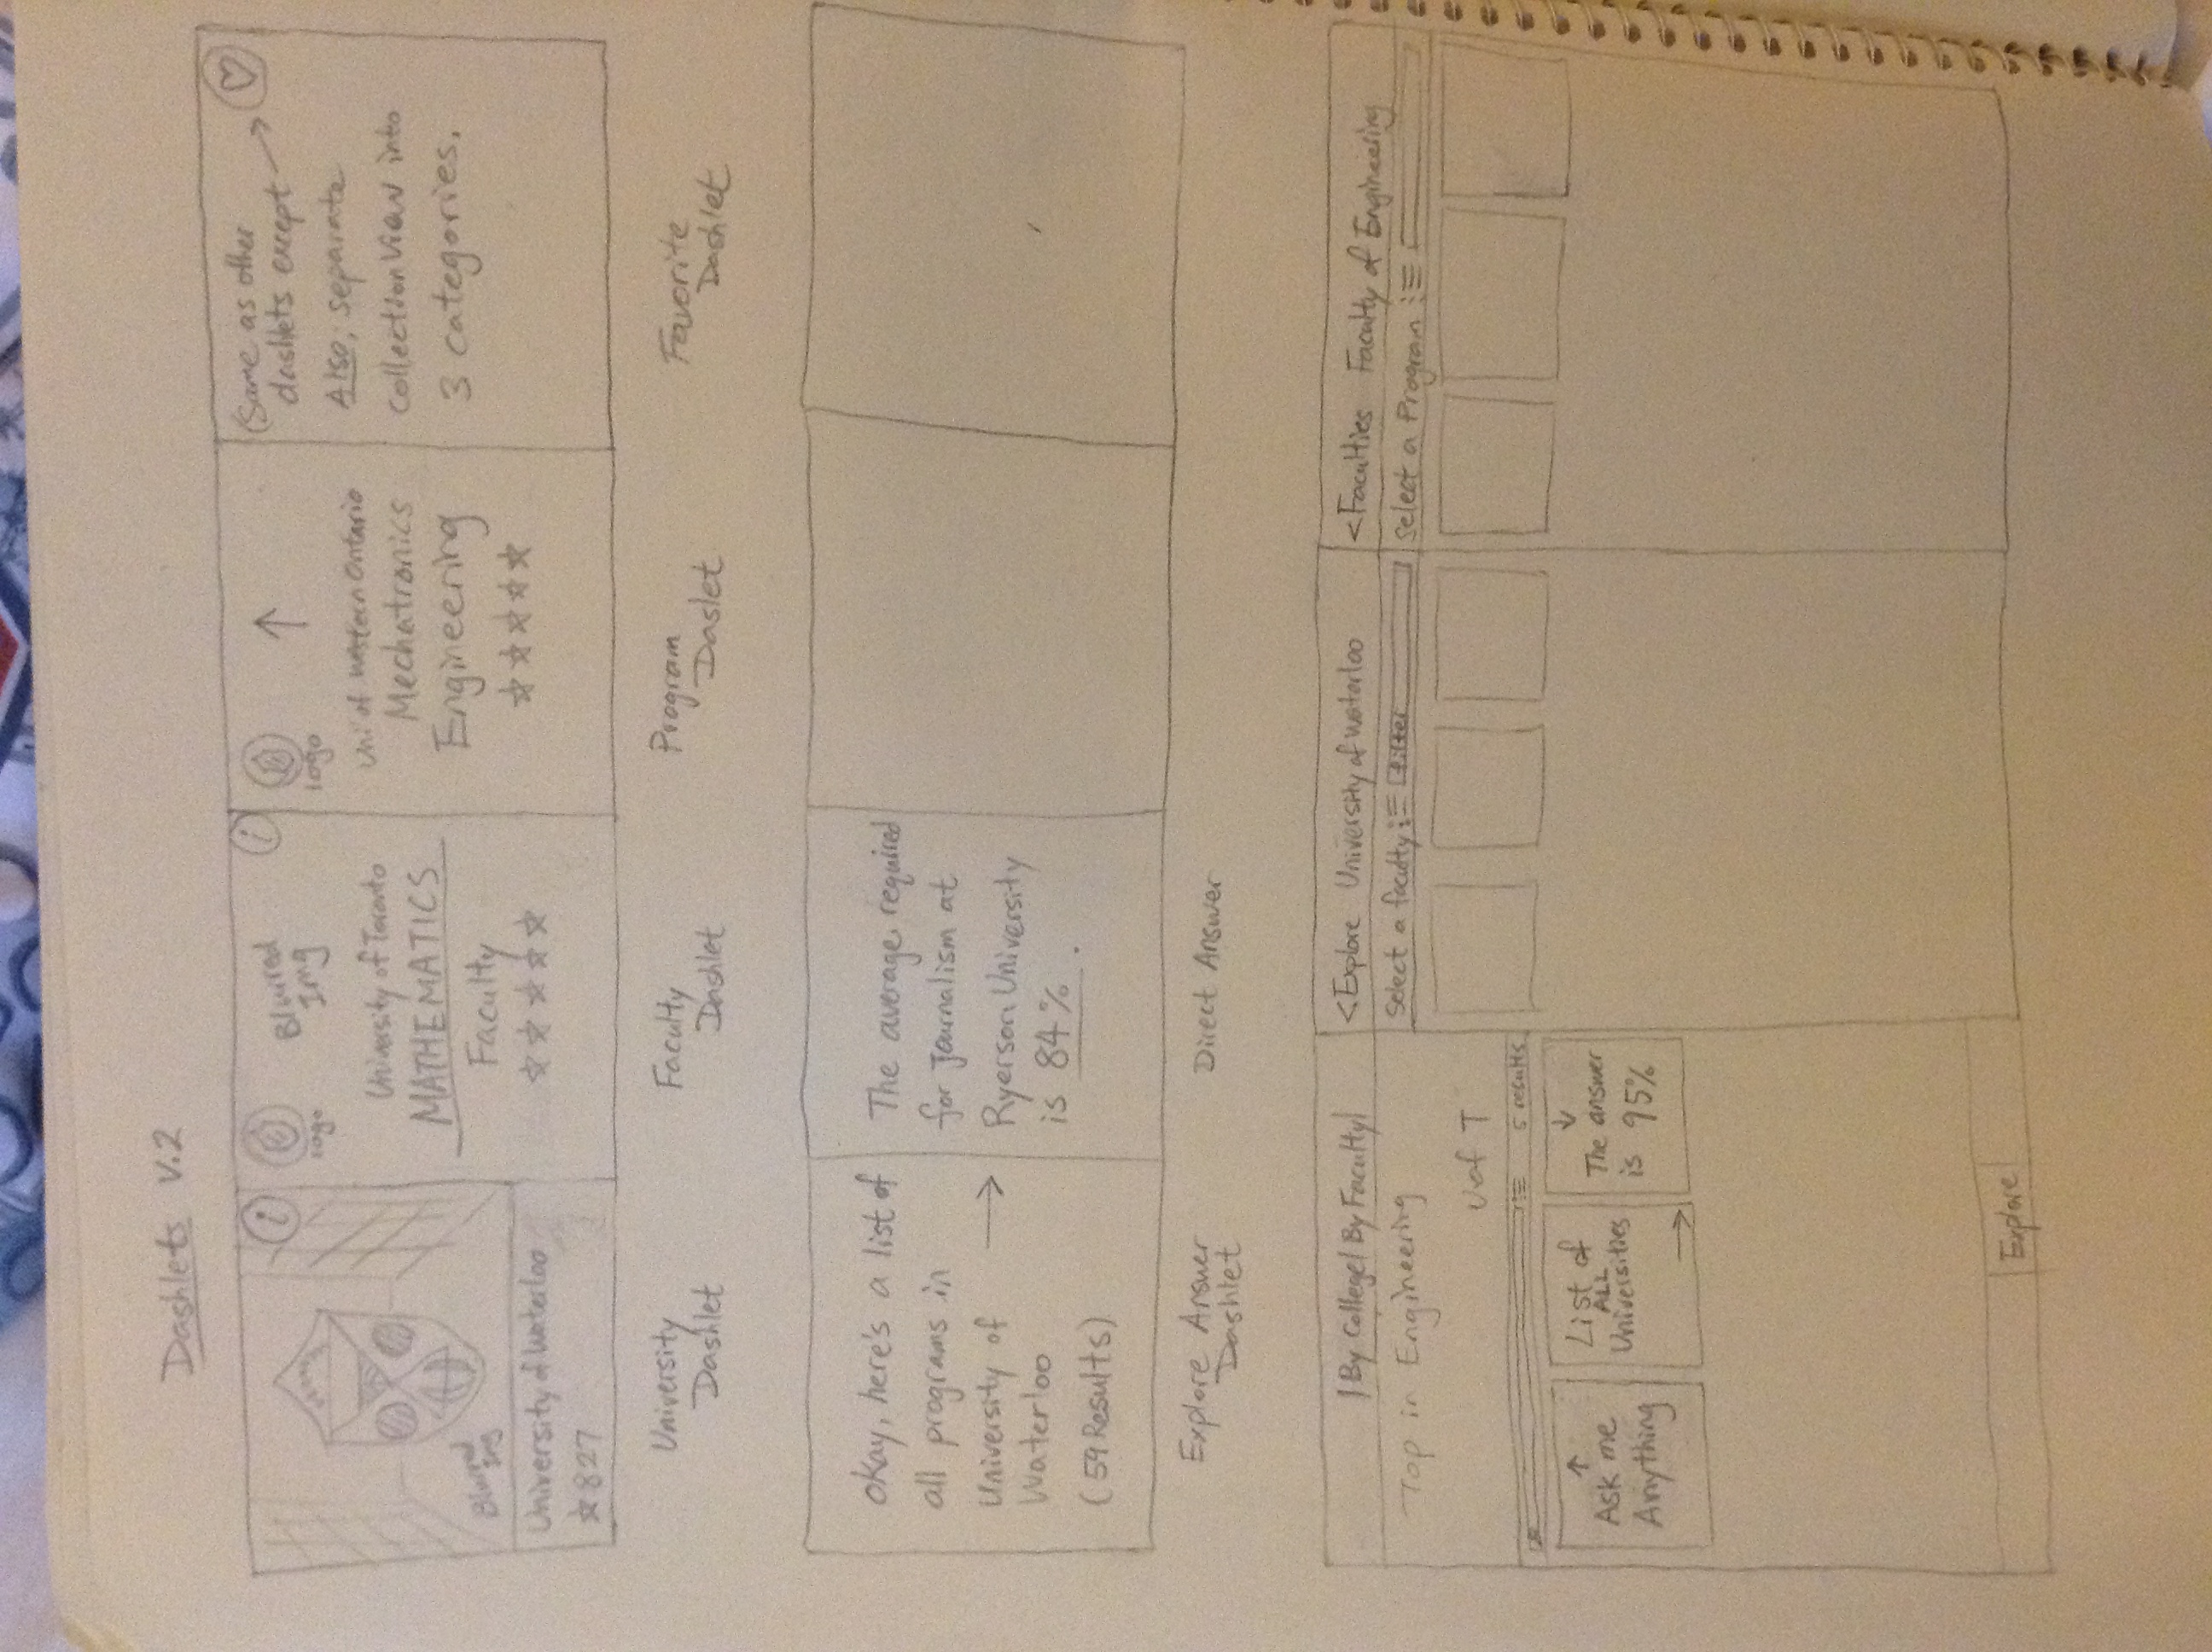 Dashlets V.2
i
Blured
Img
University of Waterloo
☆827
logo
Blurred
Img
i
University of Toronto
MATHEMATICS
Faculty
☆☆☆☆☆
logo
↑
Uni of Western Ontario
Mechatronics
Engineering
☆☆☆☆☆
(Same as other
dashlets except →
Also; separate
collectionView into
3 categories.
University
Dashlet
Faculty
Dashlet
Program
Daslet
Favorite
Dashlet
okay, here's a list of
all programs in
University of →
Waterloo
(59 Results)
The average required
for Journalism at
Ryerson University
is 84%.
Explore Answer
Dashlet
Direct Answer
|By College|By Faculty|
Top in Engineering
U of T
5 results
↑
Ask me
Anything
List of
ALL
Universities
→
↓
The answer
is 95%
Explore
<Explore University of Waterloo
Select a faculty Filter
<Faculties Faculty of Engineering
Select a Program